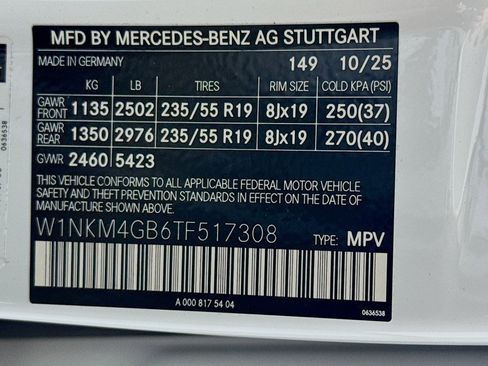 MFD BY MERCEDES-BENZ AG STUTTGART
MADE IN GERMANY 149 10/25
KG LB TIRES RIMS COLD KPA (PSI)
GAWR FRONT 1135 2502 235/55 R19 8Jx19 250(37)
GAWR REAR 1350 2976 235/55 R19 8Jx19 270(40)
GVWR 2460 5423
THIS VEHICLE CONFORMS TO ALL APPLICABLE FEDERAL MOTOR VEHICLE
SAFETY AND THEFT PREVENTION STANDARDS IN EFFECT ON THE DATE OF
MANUFACTURE SHOWN ABOVE.
W1NKM4GB6TF517308 TYPE: MPV
A 000 817 54 04
0636538
0636538